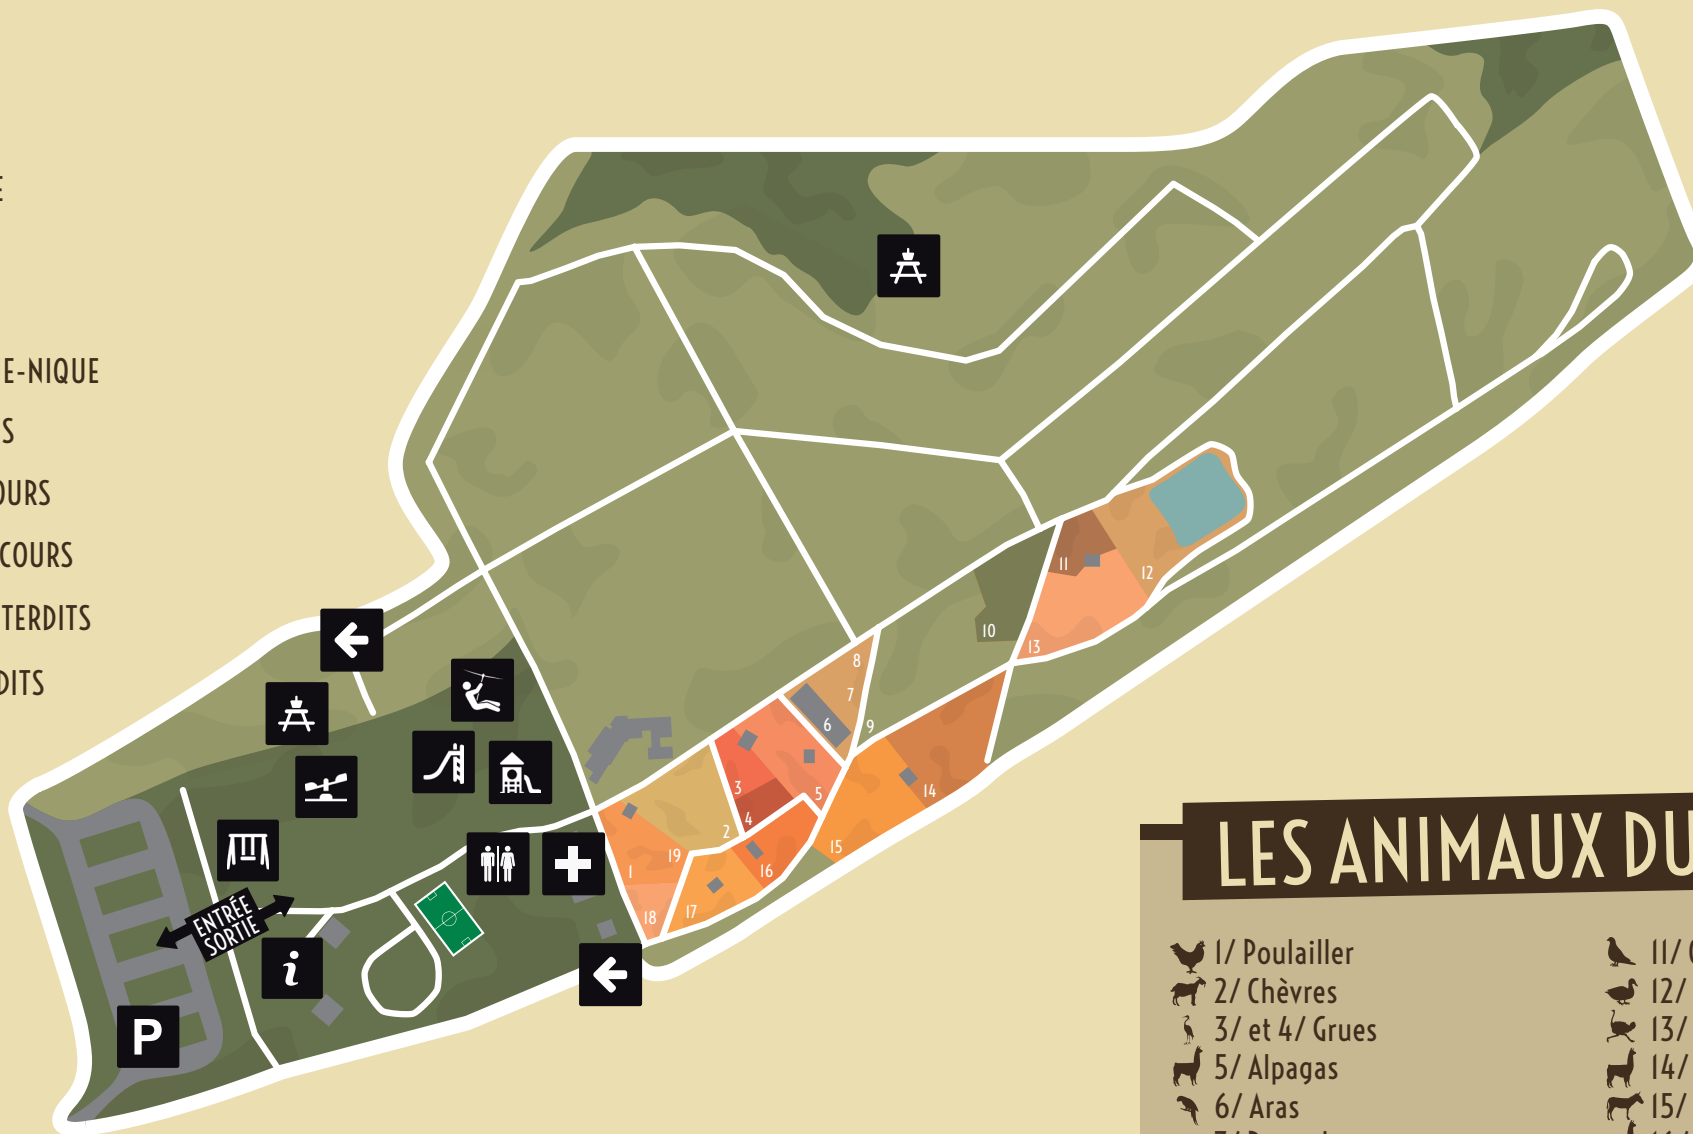 E-NIQUE
S
OURS
COURS
TERDITS
DITS
8
7
11
12
6
9
10
13
3
5
14
4
2
15
19
16
1
17
18
ENTRÉE
SORTIE
i
P
LES ANIMAUX DU
1/ Poulailler
2/ Chèvres
3/ et 4/ Grues
5/ Alpagas
6/ Aras
11/
12/
13/
14/
15/